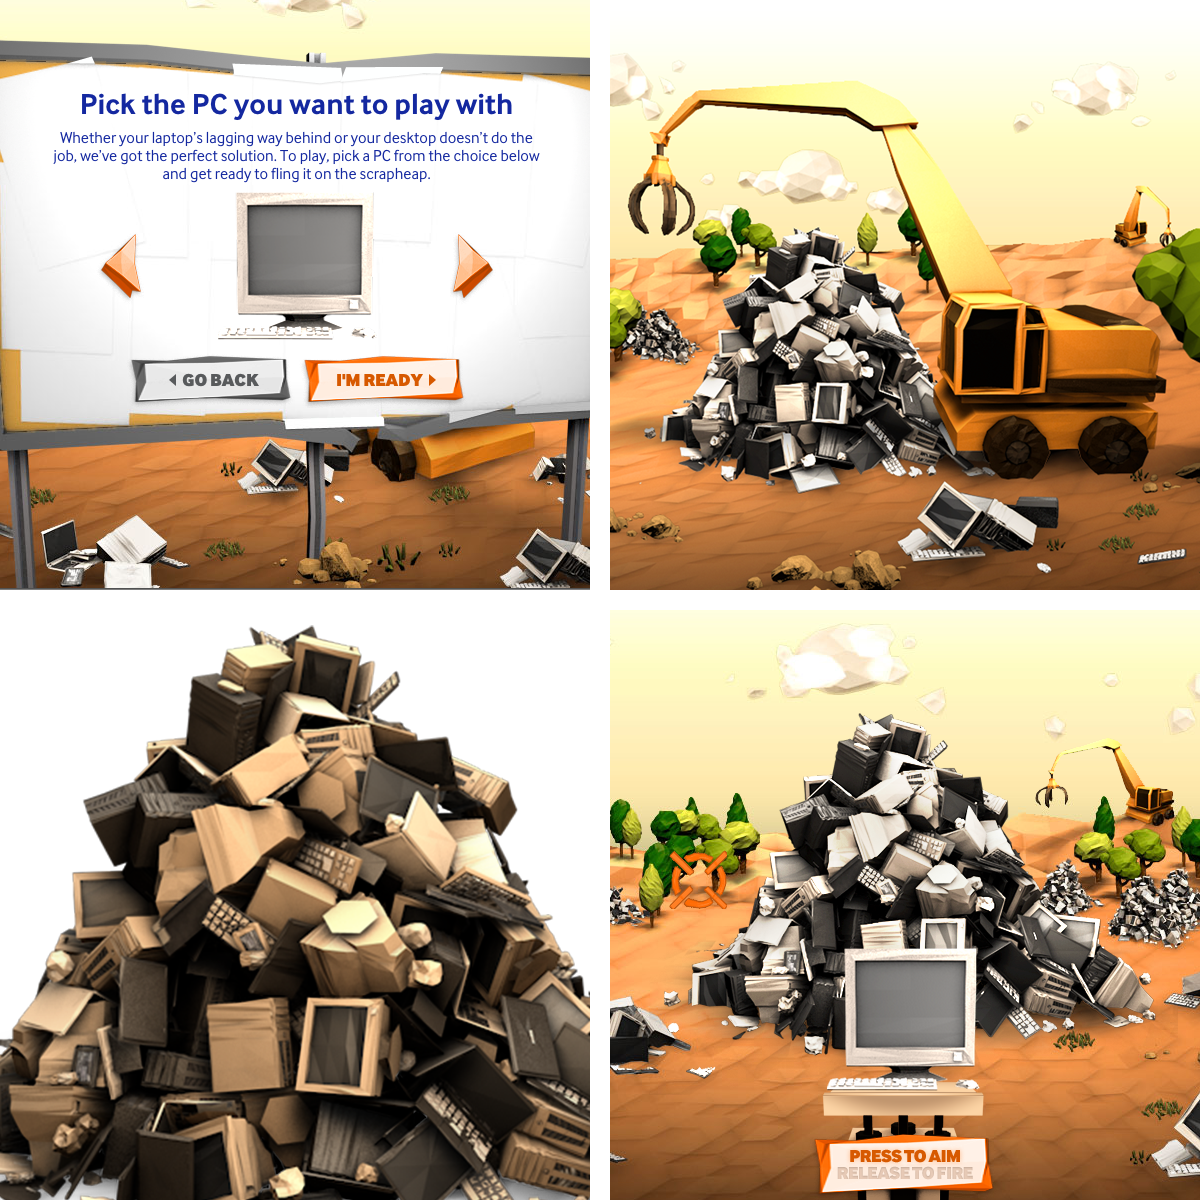 Pick the PC you want to play with
Whether your laptop's lagging way behind or your desktop doesn't do the
job, we've got the perfect solution. To play, pick a PC from the choice below
and get ready to fling it on the scrapheap.
GO BACK
I'M READY
PRESS TO AIM
RELEASE TO FIRE